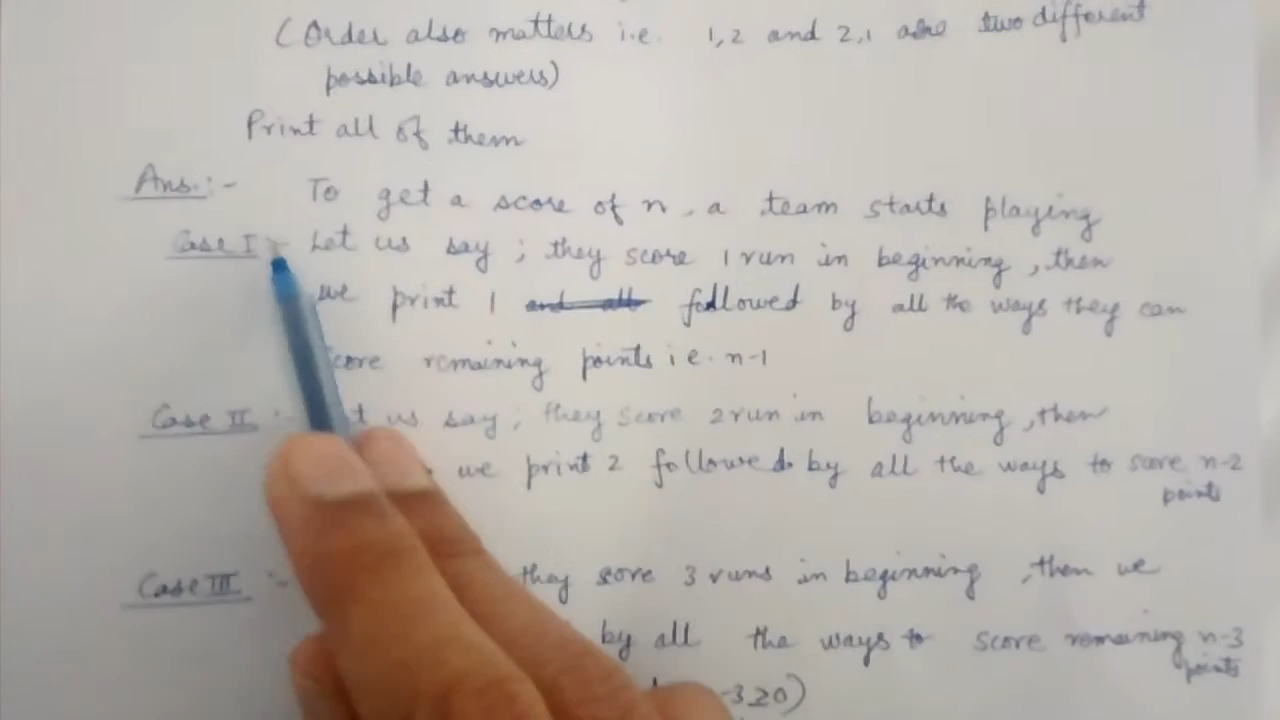 (Order also matters i.e. 1,2 and 2,1 are two different
possible answers)
Print all of them
Ans.:- To get a score of n, a team starts playing
Case I :- Let us say ; they score 1 run in beginning, then
we print 1 and all followed by all the ways they can
score remaining points i.e. n-1
Case II :- us say ; they score 2 run in beginning, then
we print 2 followed by all the ways to score n-2
points
Case III :- they sore 3 runs in beginning, then we
by all the ways to score remaining n-3
points
-3≥0)